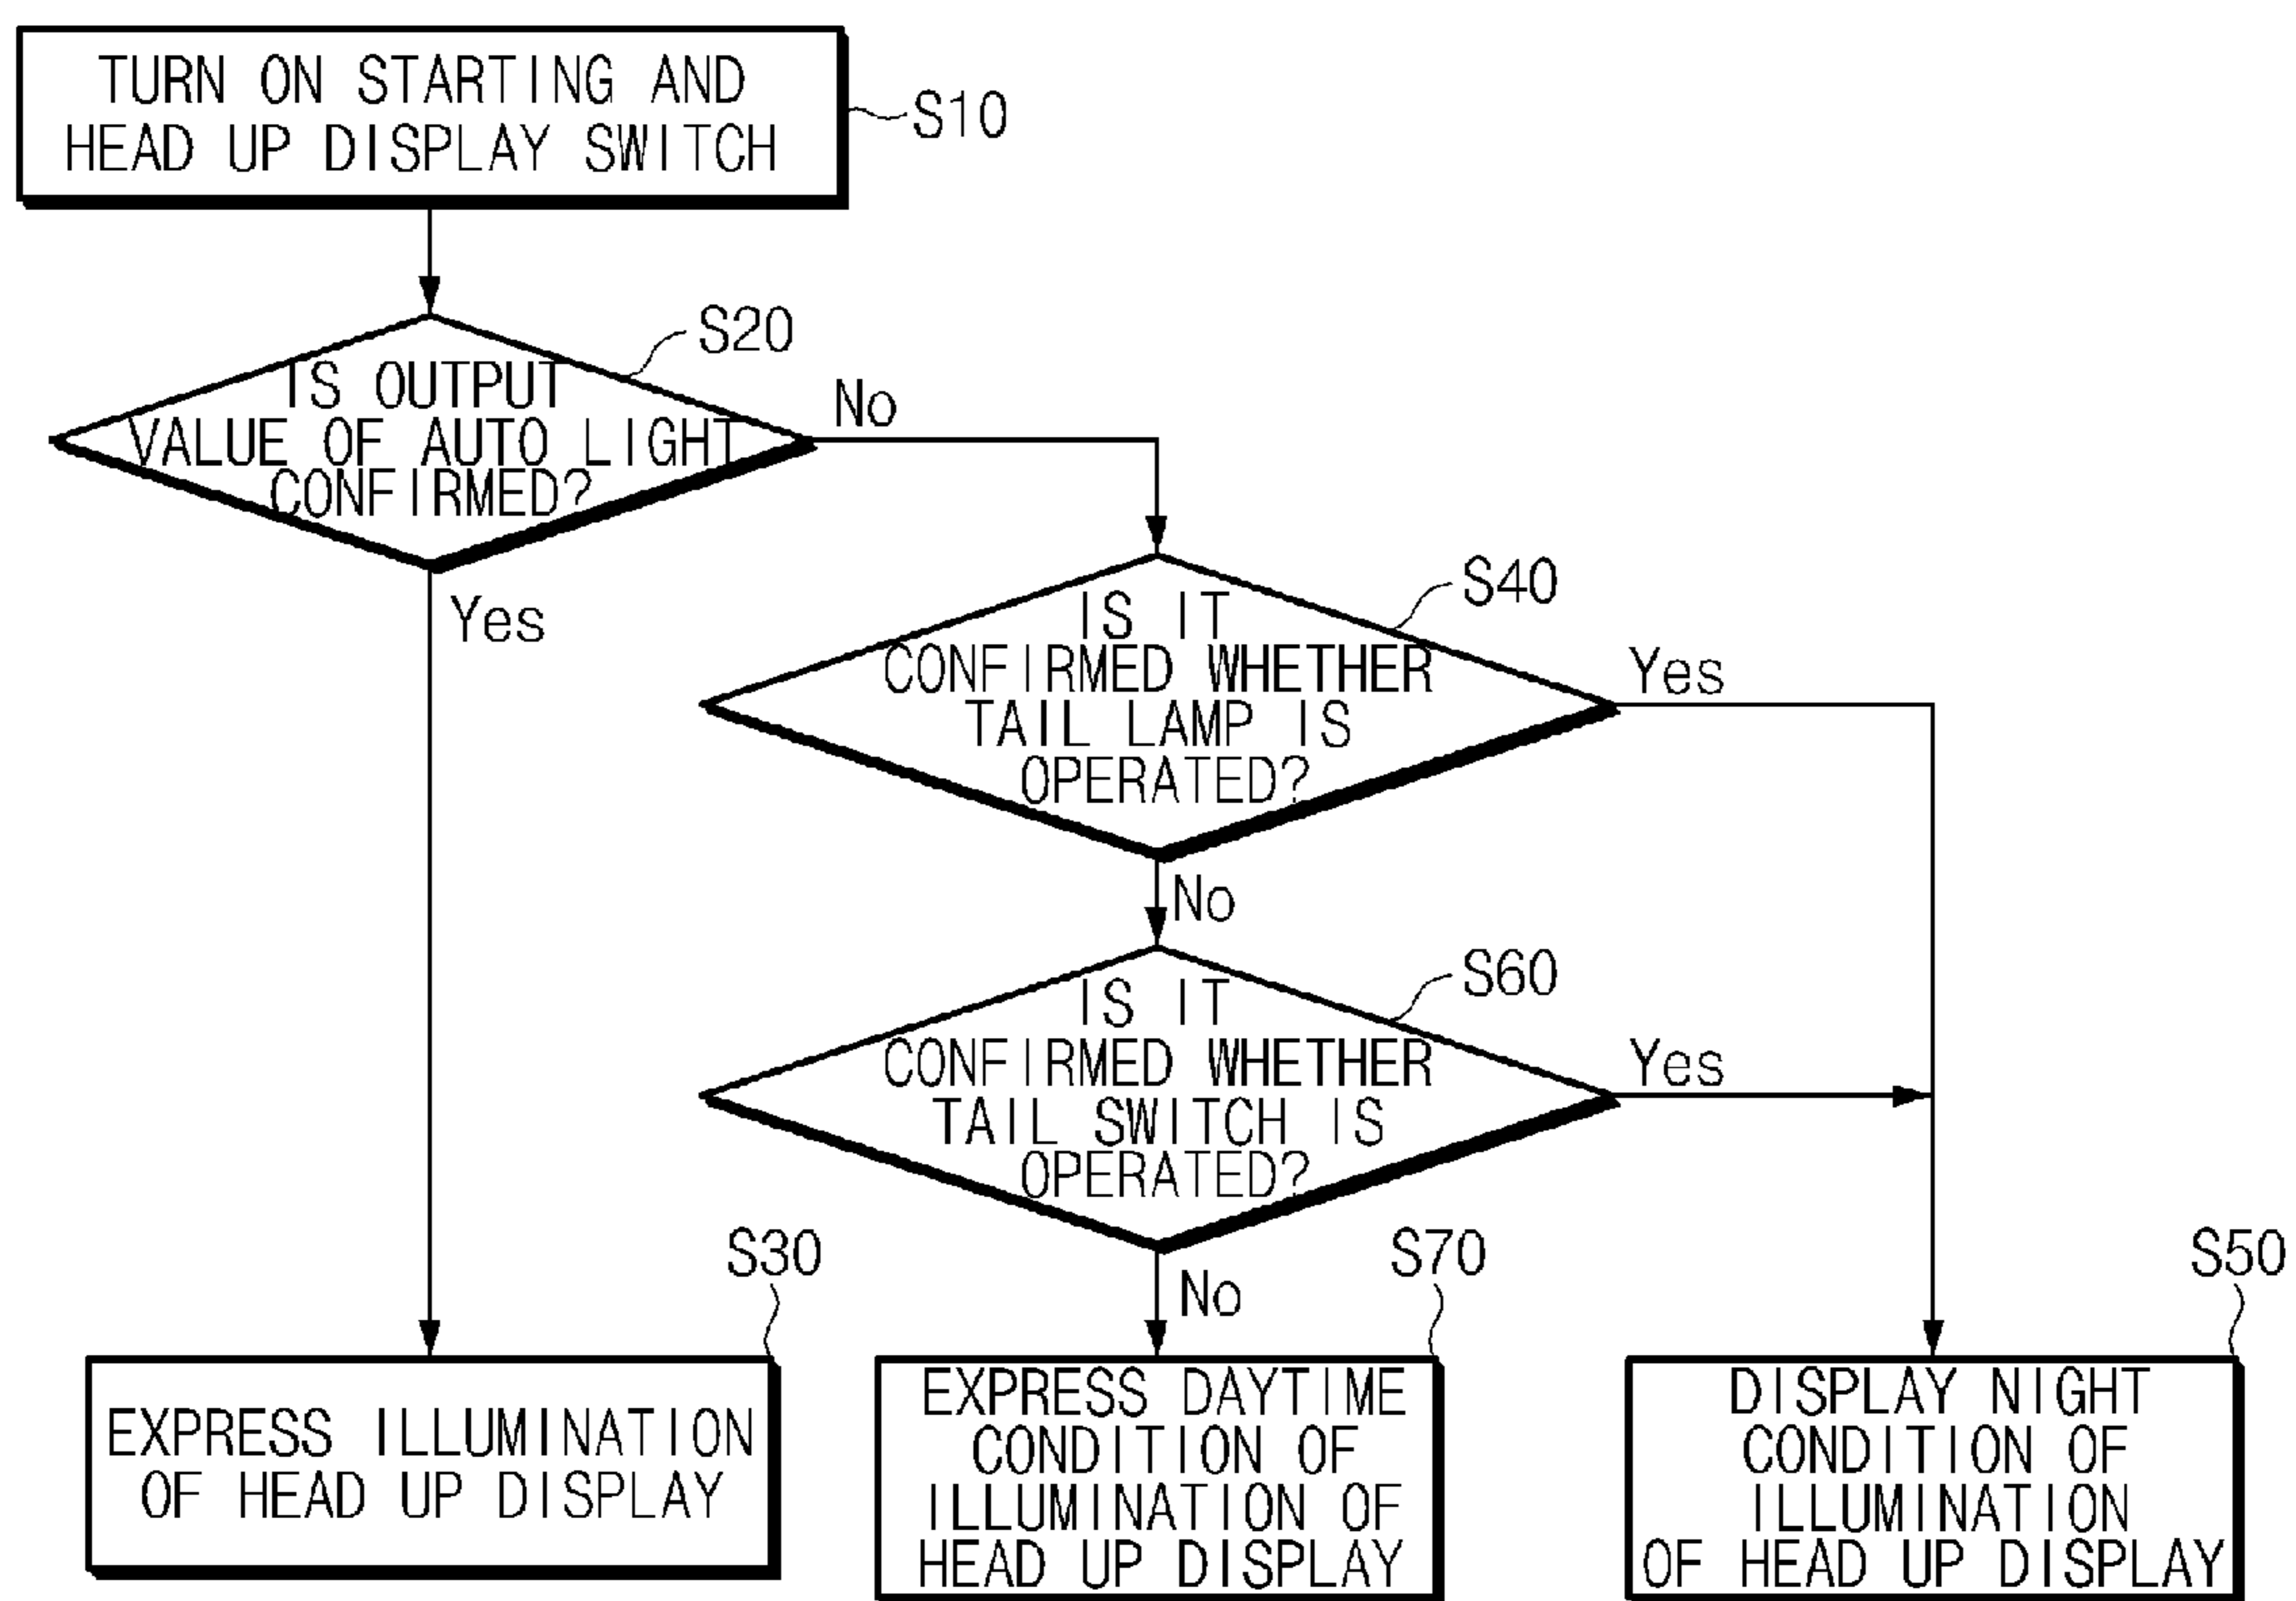 TURN ON STARTING AND
HEAD UP DISPLAY SWITCH
S10
S20
IS OUTPUT
VALUE OF AUTO LIGHT
CONFIRMED?
No
Yes
S40
IS IT
CONFIRMED WHETHER
TAIL LAMP IS
OPERATED?
Yes
No
S60
IS IT
CONFIRMED WHETHER
TAIL SWITCH IS
OPERATED?
Yes
No
S30
EXPRESS ILLUMINATION
OF HEAD UP DISPLAY
S70
EXPRESS DAYTIME
CONDITION OF
ILLUMINATION OF
HEAD UP DISPLAY
S50
DISPLAY NIGHT
CONDITION OF
ILLUMINATION
OF HEAD UP DISPLAY